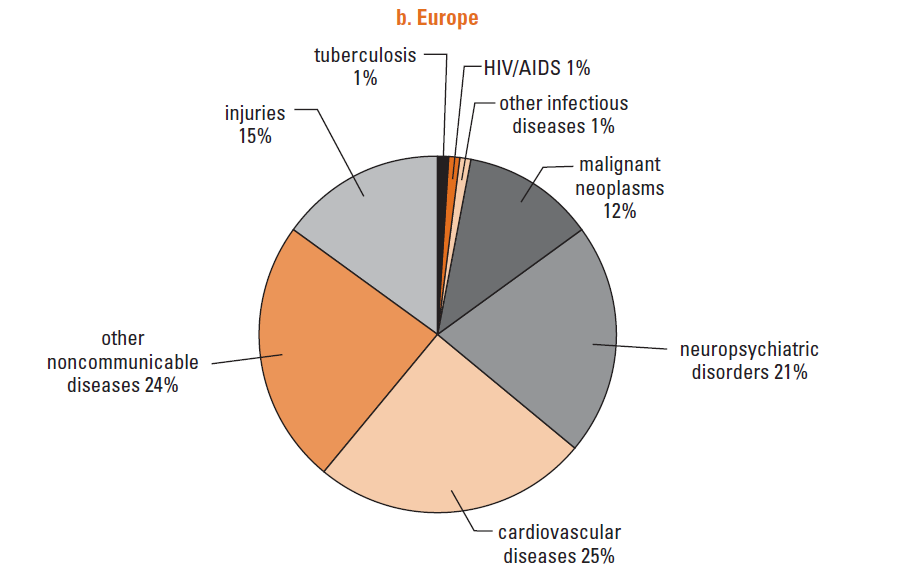 b. Europe
tuberculosis
1%
HIV/AIDS 1%
other infectious
diseases 1%
injuries
15%
malignant
neoplasms
12%
other
noncommunicable
diseases 24%
neuropsychiatric
disorders 21%
cardiovascular
diseases 25%